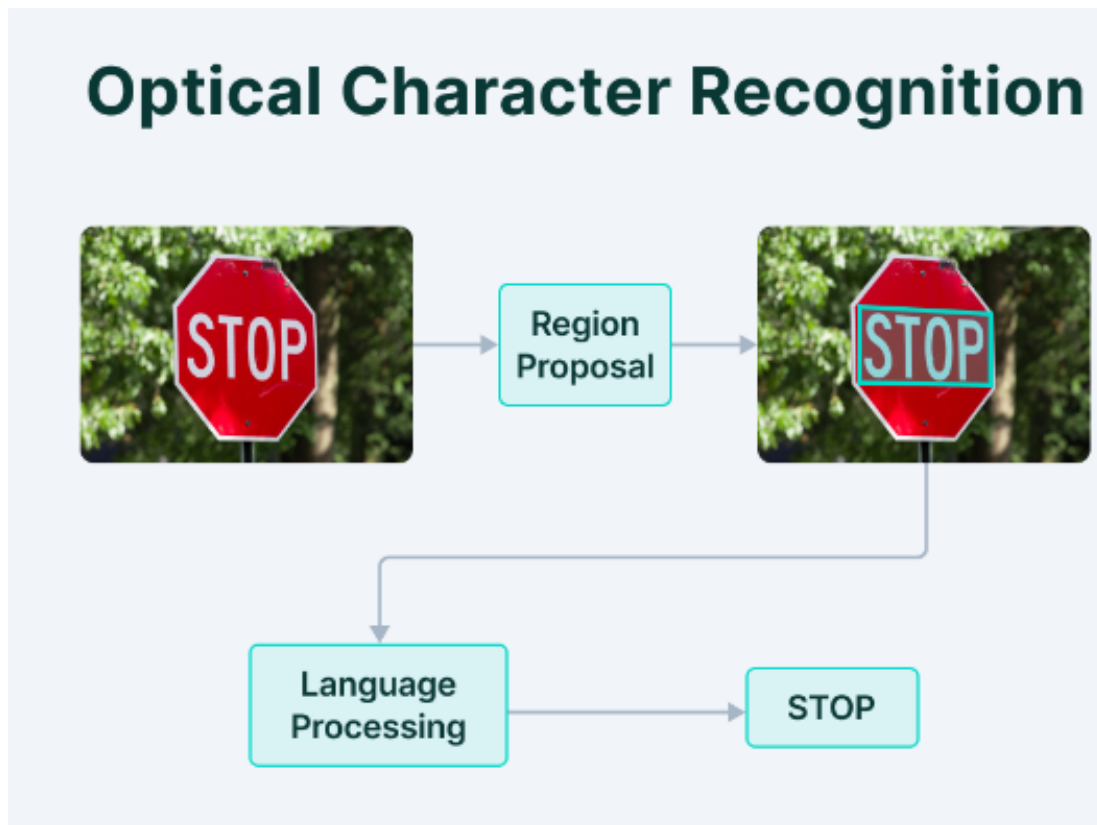 Optical Character Recognition
STOP
Region
Proposal
STOP
Language
Processing
STOP